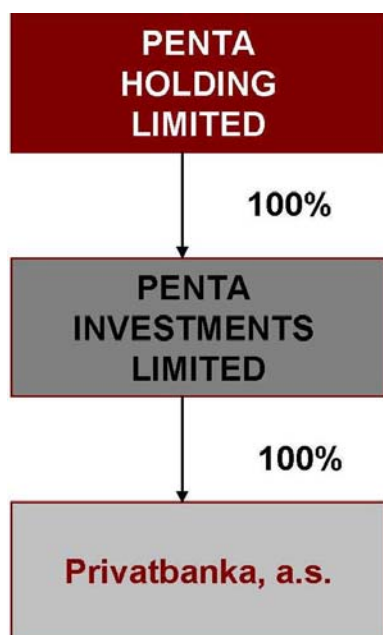 PENTA
HOLDING
LIMITED
100%
PENTA
INVESTMENTS
LIMITED
100%
Privatbanka, a.s.